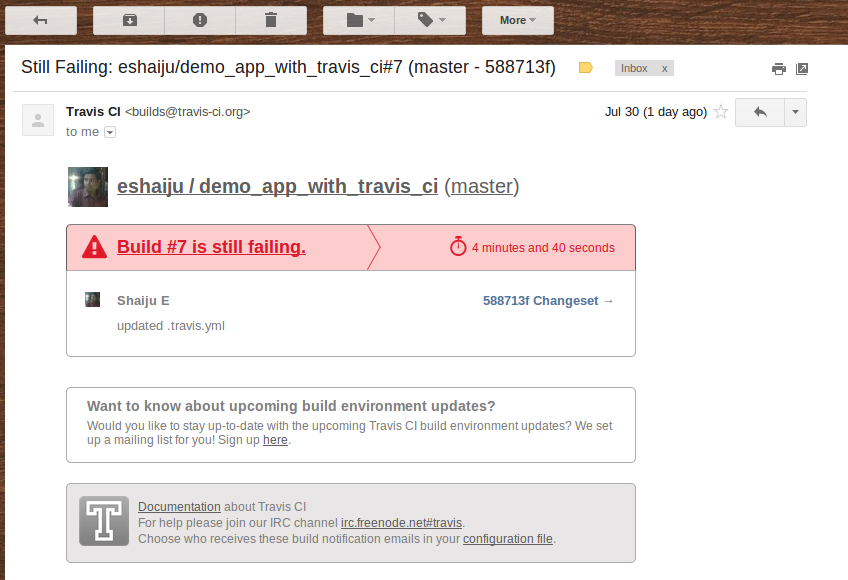 More
Still Failing: eshaiju/demo_app_with_travis_ci#7 (master - 588713f)
Inbox x
Travis CI <builds@travis-ci.org>
Jul 30 (1 day ago)
to me
eshaiju / demo_app_with_travis_ci (master)
Build #7 is still failing.
4 minutes and 40 seconds
Shaiju E
588713f Changeset →
updated .travis.yml
Want to know about upcoming build environment updates?
Would you like to stay up-to-date with the upcoming Travis CI build environment updates? We set
up a mailing list for you! Sign up here.
T
Documentation about Travis CI
For help please join our IRC channel irc.freenode.net#travis.
Choose who receives these build notification emails in your configuration file.